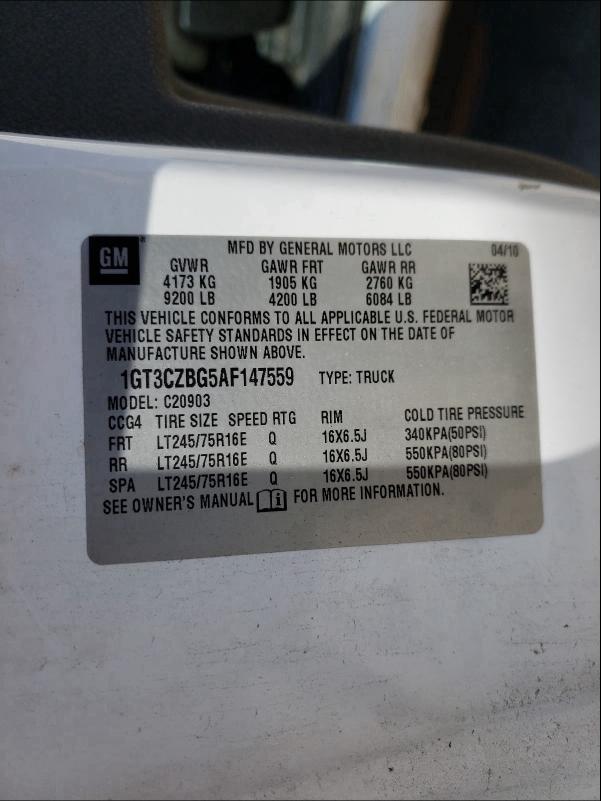 GM
MFD BY GENERAL MOTORS LLC 04/10
GVWR GAWR FRT GAWR RR
4173 KG 1905 KG 2760 KG
9200 LB 4200 LB 6084 LB
THIS VEHICLE CONFORMS TO ALL APPLICABLE U.S. FEDERAL MOTOR
VEHICLE SAFETY STANDARDS IN EFFECT ON THE DATE OF
MANUFACTURE SHOWN ABOVE.
1GT3CZBG5AF147559 TYPE: TRUCK
MODEL: C20903
CCG4 TIRE SIZE SPEED RTG RIM COLD TIRE PRESSURE
FRT LT245/75R16E Q 16X6.5J 340KPA(50PSI)
RR LT245/75R16E Q 16X6.5J 550KPA(80PSI)
SPA LT245/75R16E Q 16X6.5J 550KPA(80PSI)
SEE OWNER'S MANUAL i FOR MORE INFORMATION.